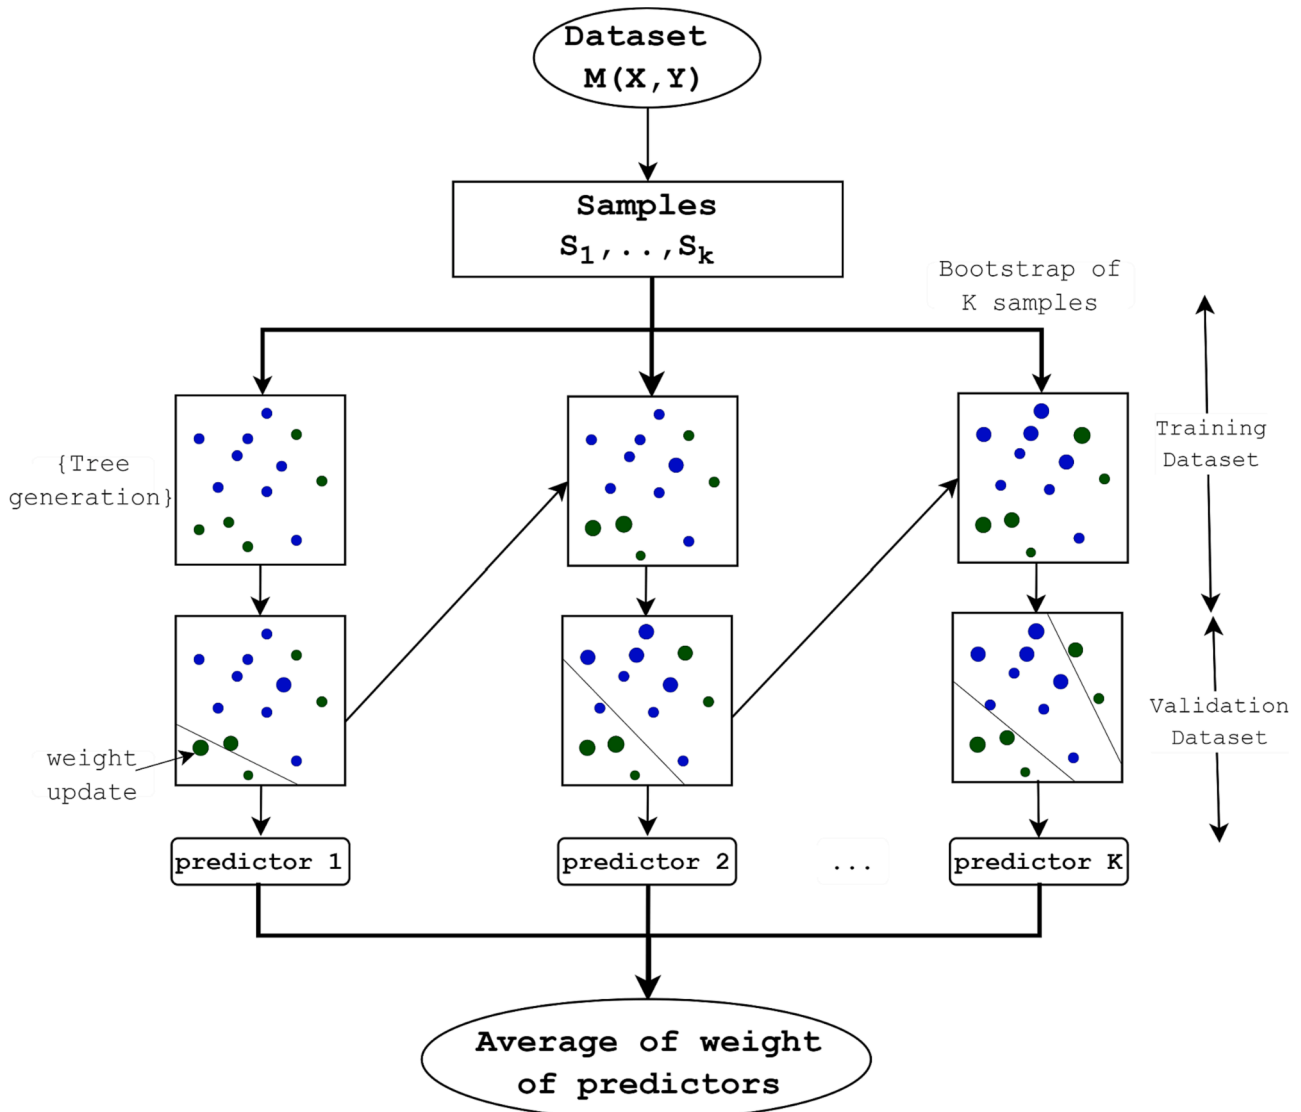 Dataset
M(X,Y)
Samples
S1,..,Sk
Bootstrap of
K samples
{Tree
generation}
Training
Dataset
weight
update
Validation
Dataset
predictor 1
predictor 2
...
predictor K
Average of weight
of predictors